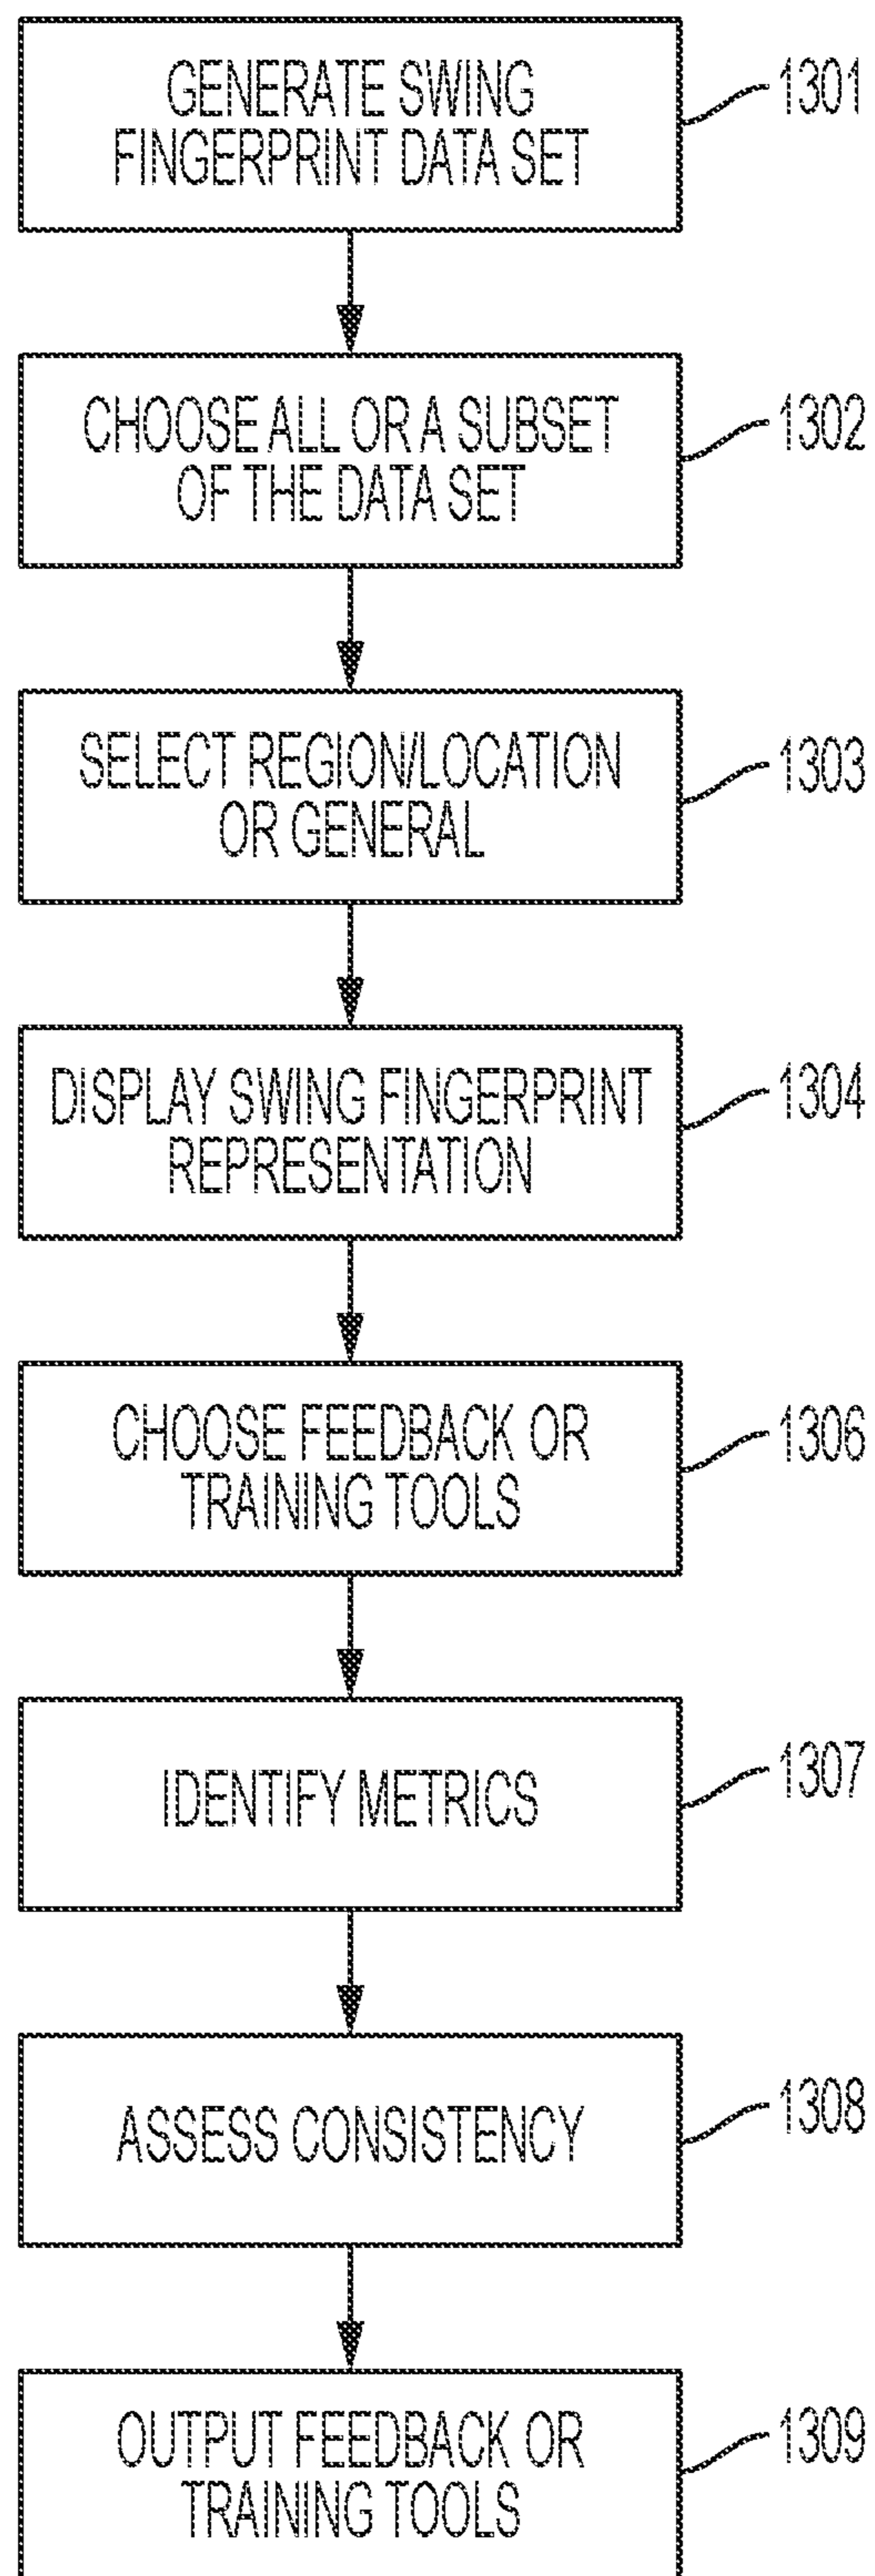 GENERATE SWING
FINGERPRINT DATA SET
1301
CHOOSE ALL OR A SUBSET
OF THE DATA SET
1302
SELECT REGION/LOCATION
OR GENERAL
1303
DISPLAY SWING FINGERPRINT
REPRESENTATION
1304
CHOOSE FEEDBACK OR
TRAINING TOOLS
1306
IDENTIFY METRICS
1307
ASSESS CONSISTENCY
1308
OUTPUT FEEDBACK OR
TRAINING TOOLS
1309